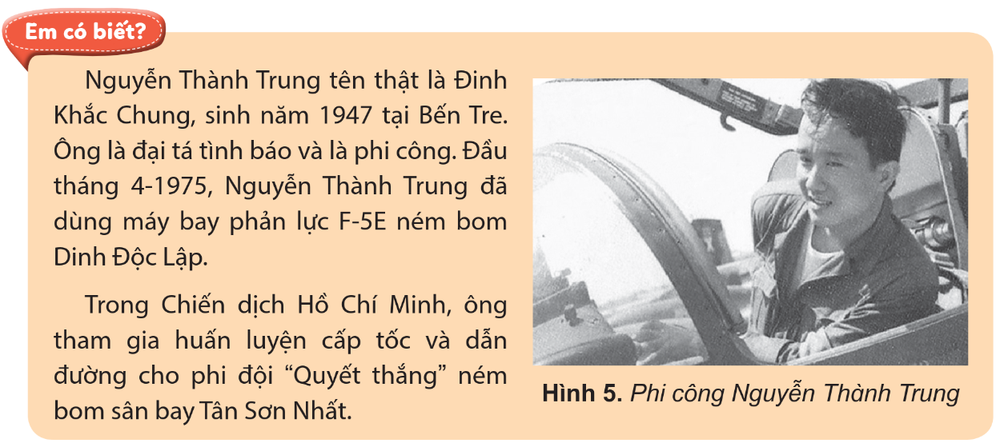 Em có biết?
Nguyễn Thành Trung tên thật là Đinh
Khắc Chung, sinh năm 1947 tại Bến Tre.
Ông là đại tá tình báo và là phi công. Đầu
tháng 4-1975, Nguyễn Thành Trung đã
dùng máy bay phản lực F-5E ném bom
Dinh Độc Lập.
Trong Chiến dịch Hồ Chí Minh, ông
tham gia huấn luyện cấp tốc và dẫn
đường cho phi đội “Quyết thắng” ném
bom sân bay Tân Sơn Nhất.
Hình 5. Phi công Nguyễn Thành Trung